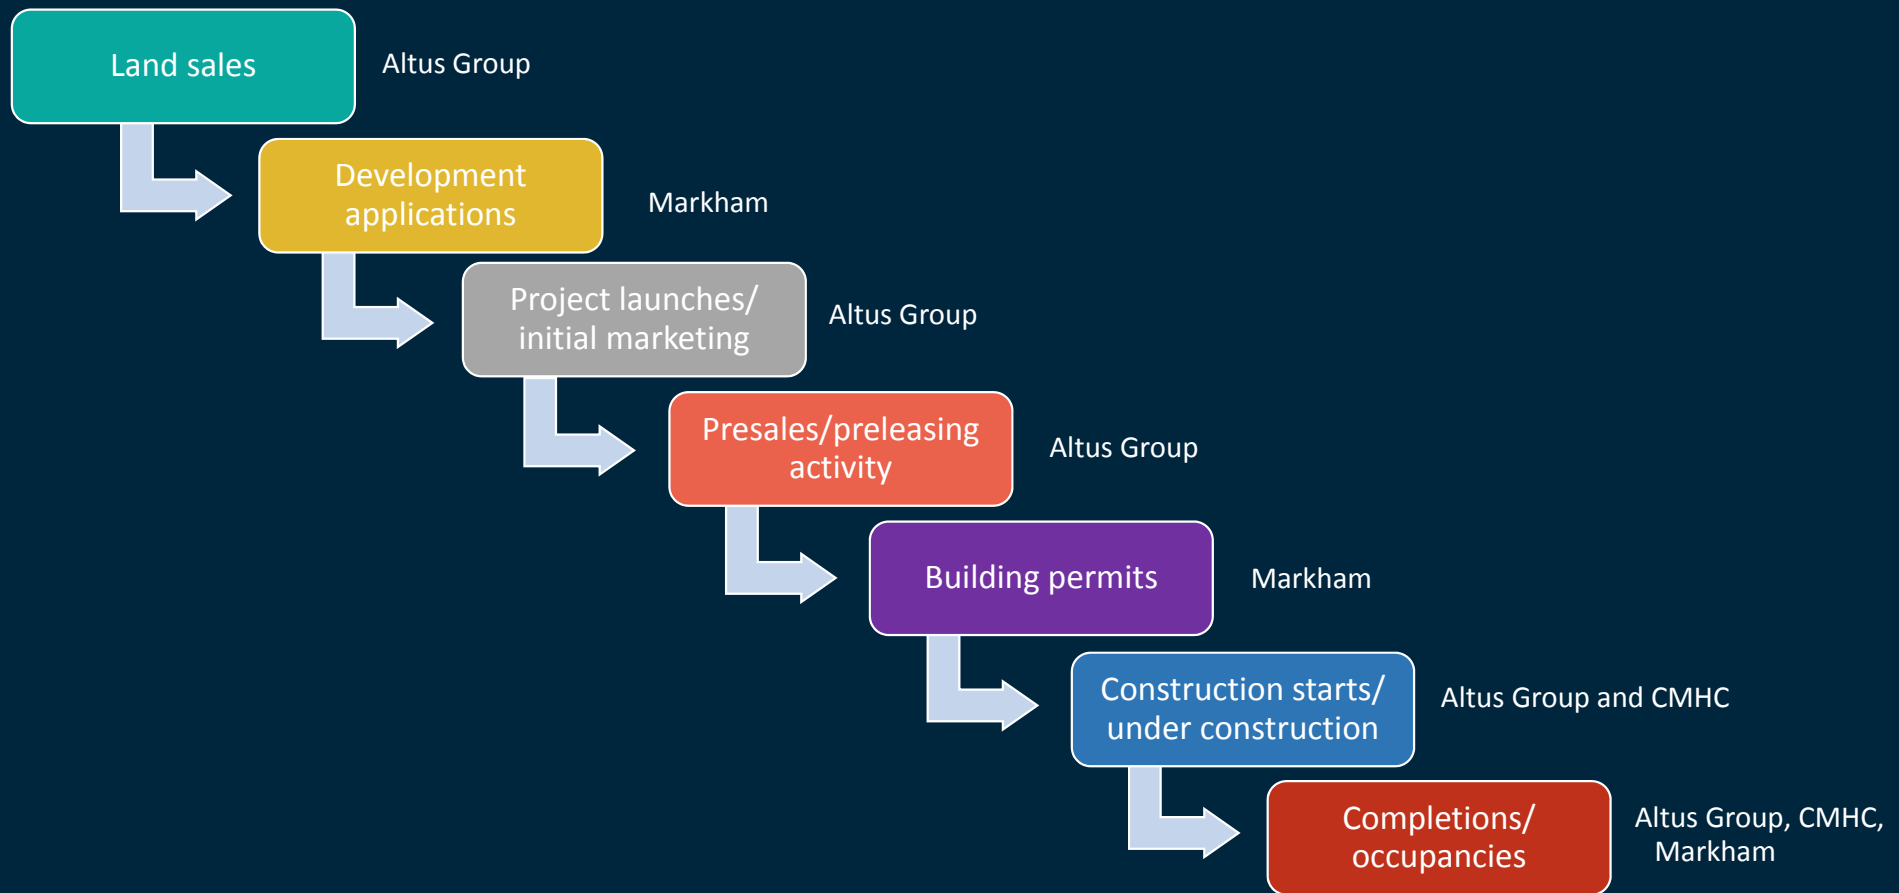 Land sales
Altus Group
Development
applications
Markham
Project launches/
initial marketing
Altus Group
Presales/preleasing
activity
Altus Group
Building permits
Markham
Construction starts/
under construction
Altus Group and CMHC
Completions/
occupancies
Altus Group, CMHC,
Markham